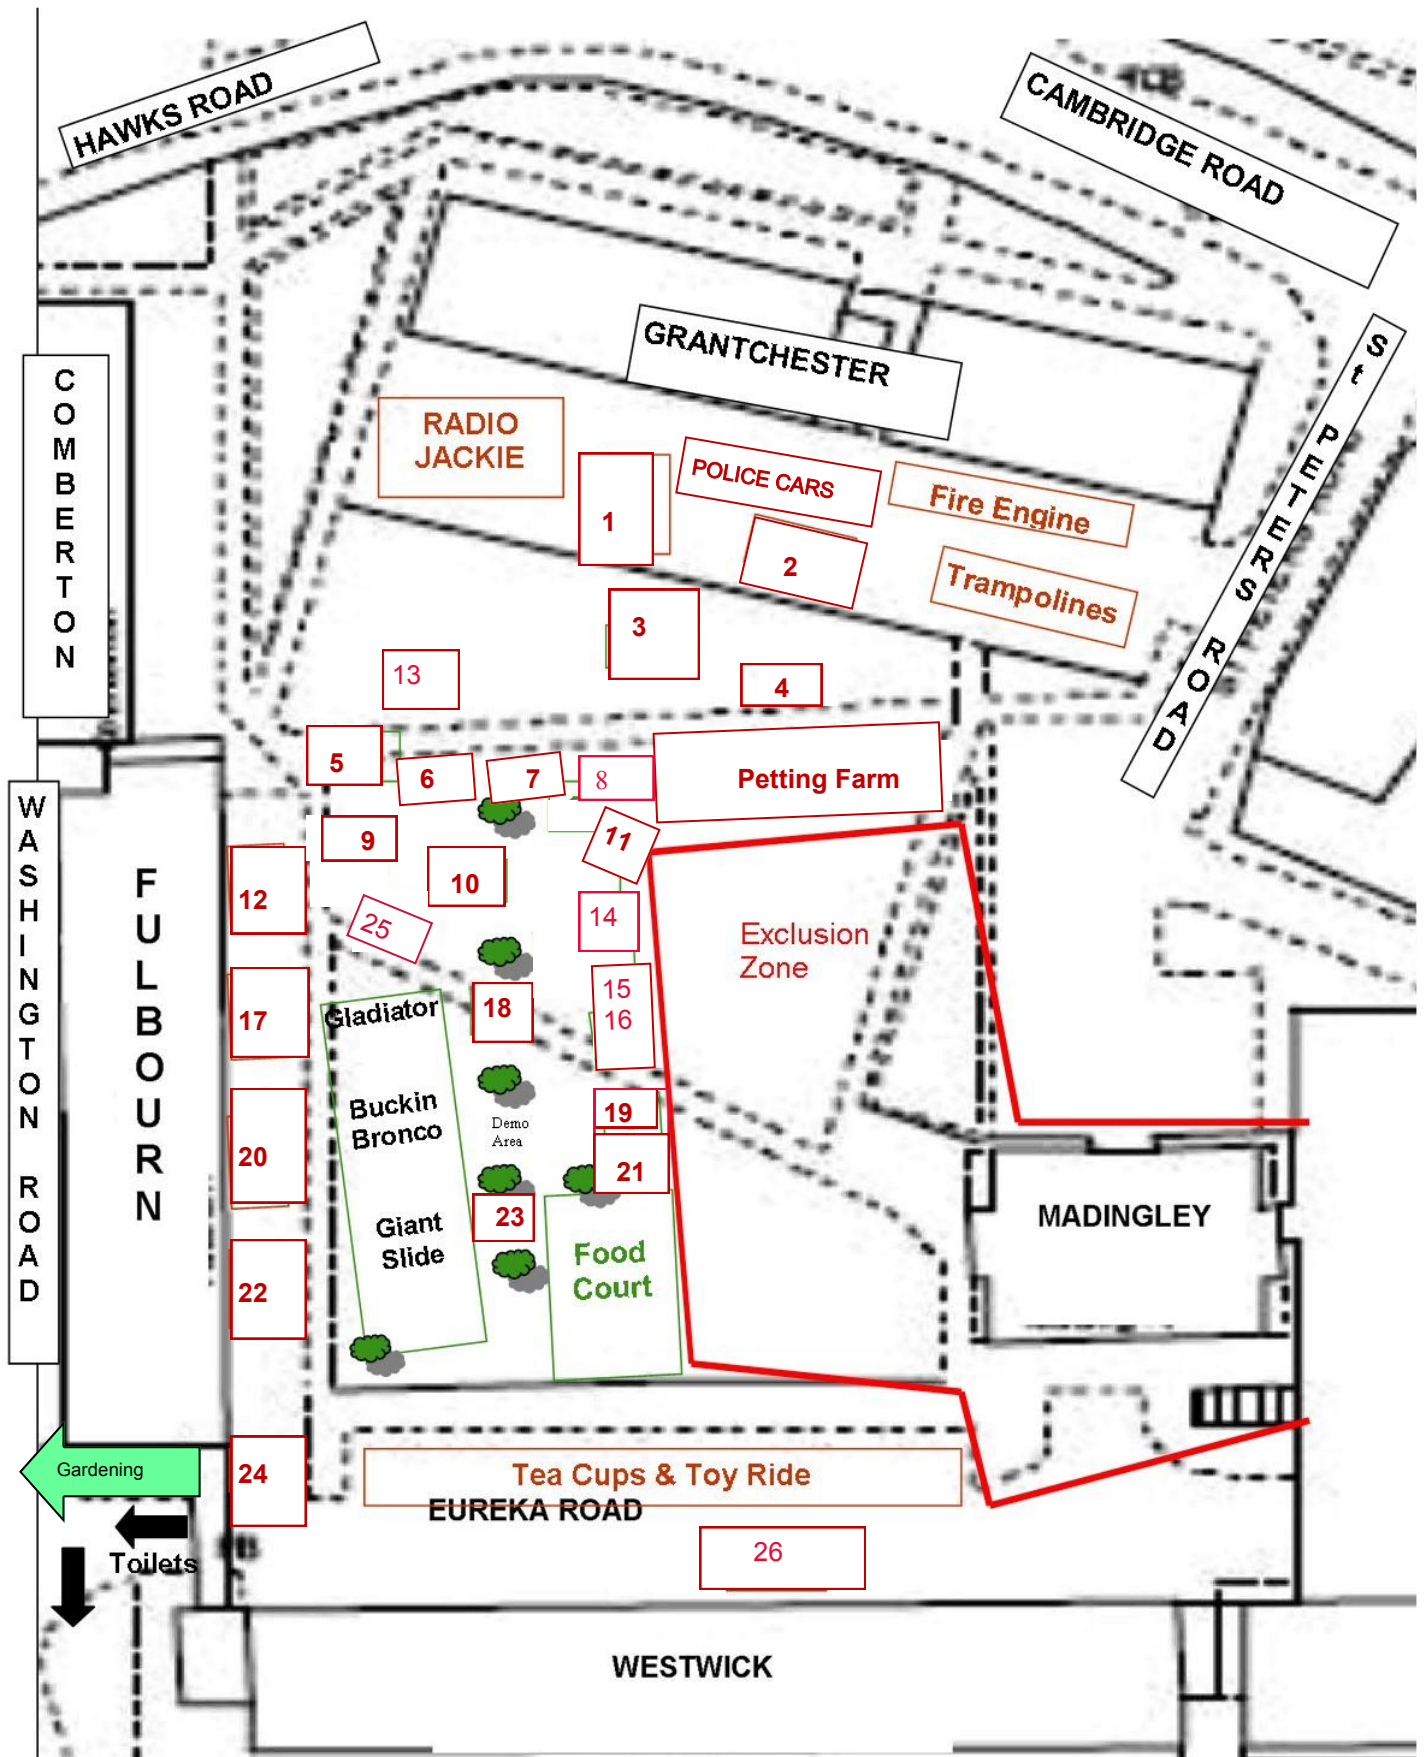 HAWKS ROAD
CAMBRIDGE ROAD
GRANTCHESTER
St PETERS ROAD
COMBERTON
RADIO
JACKIE
POLICE CARS
Fire Engine
1
2
Trampolines
3
13
4
5
6
7
8
Petting Farm
WASHINGTON ROAD
FULBOURN
9
11
10
12
25
14
Exclusion
Zone
15
16
17
Gladiator
18
Buckin
Bronco
Demo
Area
19
20
21
23
MADINGLEY
Giant
Slide
Food
Court
22
24
Gardening
Tea Cups & Toy Ride
EUREKA ROAD
Toilets
26
WESTWICK